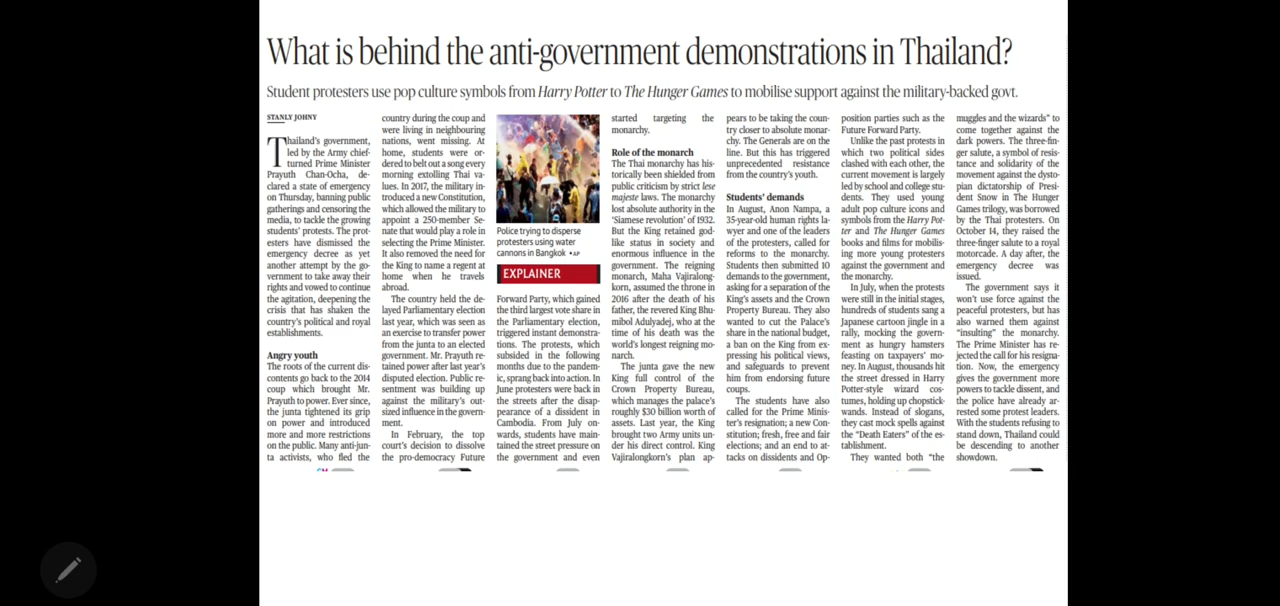 What is behind the anti-government demonstrations in Thailand?
Student protesters use pop culture symbols from Harry Potter to The Hunger Games to mobilise support against the military-backed govt.
STANLY JOHNY
Thailand's government,
led by the Army chief-
turned Prime Minister
Prayuth Chan-Ocha, de-
clared a state of emergency
on Thursday, banning public
gatherings and censoring the
media, to tackle the growing
students' protests. The prot-
esters have dismissed the
emergency decree as yet
another attempt by the go-
vernment to take away their
rights and vowed to continue
the agitation, deepening the
crisis that has shaken the
country's political and royal
establishments.
Angry youth
The roots of the current dis-
contents go back to the 2014
coup which brought Mr.
Prayuth to power. Ever since,
the junta tightened its grip
on power and introduced
more and more restrictions
on the public. Many anti-jun-
ta activists, who fled the
country during the coup and
were living in neighbouring
nations, went missing. At
home, students were or-
dered to belt out a song every
morning extolling Thai va-
lues. In 2017, the military in-
troduced a new Constitution,
which allowed the military to
appoint a 250-member Se-
nate that would play a role in
selecting the Prime Minister.
It also removed the need for
the King to name a regent at
home when he travels
abroad.
The country held the de-
layed Parliamentary election
last year, which was seen as
an exercise to transfer power
from the junta to an elected
government. Mr. Prayuth re-
tained power after last year's
disputed election. Public re-
sentment was building up
against the military's out-
sized influence in the govern-
ment.
In February, the top
court's decision to dissolve
the pro-democracy Future
Police trying to disperse
protesters using water
cannons in Bangkok • AP
EXPLAINER
Forward Party, which gained
the third largest vote share in
the Parliamentary election,
triggered instant demonstra-
tions. The protests, which
subsided in the following
months due to the pandem-
ic, sprang back into action. In
June protesters were back in
the streets after the disap-
pearance of a dissident in
Cambodia. From July on-
wards, students have main-
tained the street pressure on
the government and even
started targeting the
monarchy.
Role of the monarch
The Thai monarchy has his-
torically been shielded from
public criticism by strict lese
majeste laws. The monarchy
lost absolute authority in the
'Siamese revolution' of 1932.
But the King retained god-
like status in society and
enormous influence in the
government. The reigning
monarch, Maha Vajiralong-
korn, assumed the throne in
2016 after the death of his
father, the revered King Bhu-
mibol Adulyadej, who at the
time of his death was the
world's longest reigning mo-
narch.
The junta gave the new
King full control of the
Crown Property Bureau,
which manages the palace's
roughly $30 billion worth of
assets. Last year, the King
brought two Army units un-
der his direct control. King
Vajiralongkorn's plan ap-
pears to be taking the coun-
try closer to absolute monar-
chy. The Generals are on the
line. But this has triggered
unprecedented resistance
from the country's youth.
Students' demands
In August, Anon Nampa, a
35-year-old human rights la-
wyer and one of the leaders
of the protesters, called for
reforms to the monarchy.
Students then submitted 10
demands to the government,
asking for a separation of the
King's assets and the Crown
Property Bureau. They also
wanted to cut the Palace's
share in the national budget,
a ban on the King from ex-
pressing his political views,
and safeguards to prevent
him from endorsing future
coups.
The students have also
called for the Prime Minis-
ter's resignation; a new Con-
stitution; fresh, free and fair
elections; and an end to at-
tacks on dissidents and Op-
position parties such as the
Future Forward Party.
Unlike the past protests in
which two political sides
clashed with each other, the
current movement is largely
led by school and college stu-
dents. They used young
adult pop culture icons and
symbols from the Harry Pot-
ter and The Hunger Games
books and films for mobilis-
ing more young protesters
against the government and
the monarchy.
In July, when the protests
were still in the initial stages,
hundreds of students sang a
Japanese cartoon jingle in a
rally, mocking the govern-
ment as hungry hamsters
feasting on taxpayers' mo-
ney. In August, thousands hit
the street dressed in Harry
Potter-style wizard cos-
tumes, holding up chopstick-
wands. Instead of slogans,
they cast mock spells against
the "Death Eaters" of the es-
tablishment.
They wanted both "the
muggles and the wizards" to
come together against the
dark powers. The three-fin-
ger salute, a symbol of resis-
tance and solidarity of the
movement against the dysto-
pian dictatorship of Presi-
dent Snow in The Hunger
Games trilogy, was borrowed
by the Thai protesters. On
October 14, they raised the
three-finger salute to a royal
motorcade. A day after, the
emergency decree was
issued.
The government says it
won't use force against the
peaceful protesters, but has
also warned them against
"insulting" the monarchy.
The Prime Minister has re-
jected the call for his resigna-
tion. Now, the emergency
gives the government more
powers to tackle dissent, and
the police have already ar-
rested some protest leaders.
With the students refusing to
stand down, Thailand could
be descending to another
showdown.